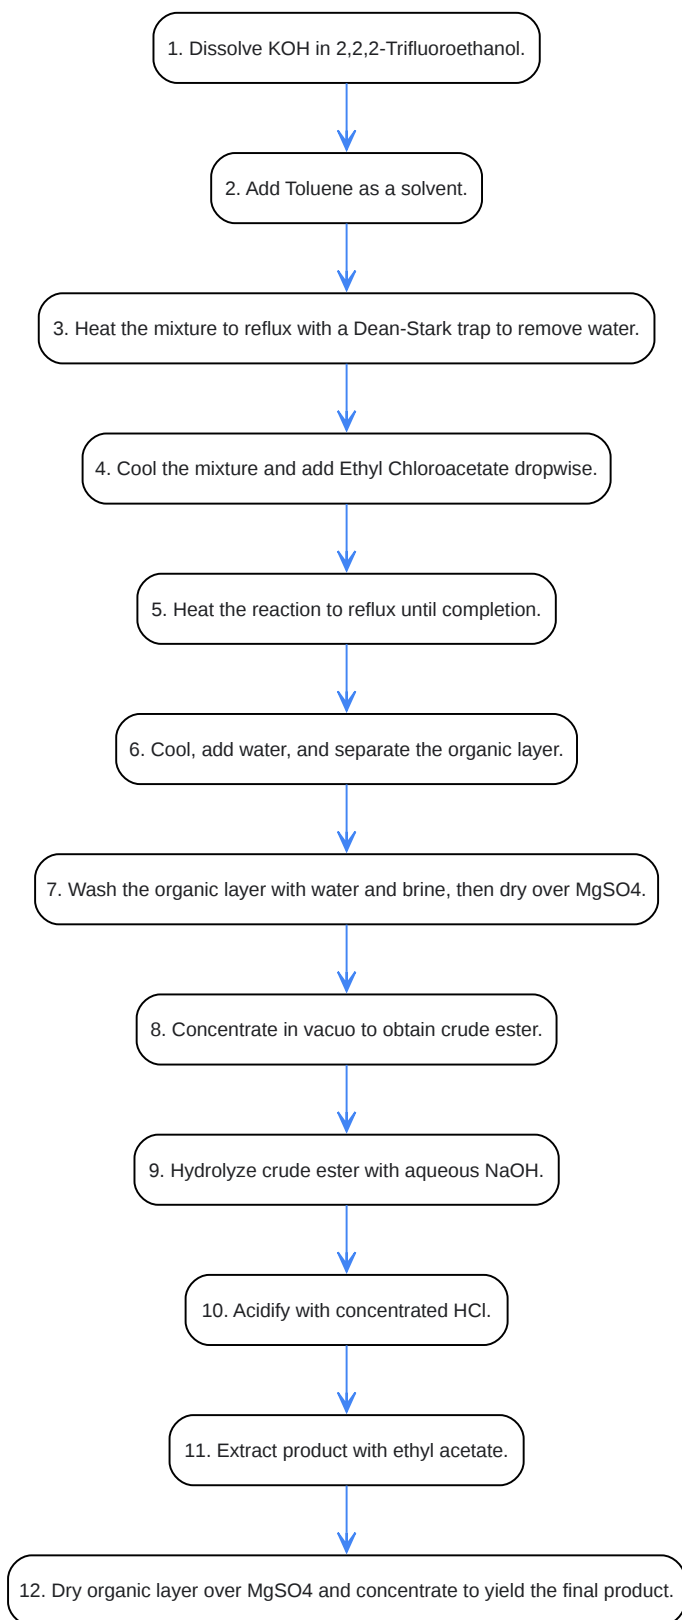 1. Dissolve KOH in 2,2,2-Trifluoroethanol.
2. Add Toluene as a solvent.
3. Heat the mixture to reflux with a Dean-Stark trap to remove water.
4. Cool the mixture and add Ethyl Chloroacetate dropwise.
5. Heat the reaction to reflux until completion.
6. Cool, add water, and separate the organic layer.
7. Wash the organic layer with water and brine, then dry over MgSO4.
8. Concentrate in vacuo to obtain crude ester.
9. Hydrolyze crude ester with aqueous NaOH.
10. Acidify with concentrated HCl.
11. Extract product with ethyl acetate.
12. Dry organic layer over MgSO4 and concentrate to yield the final product.